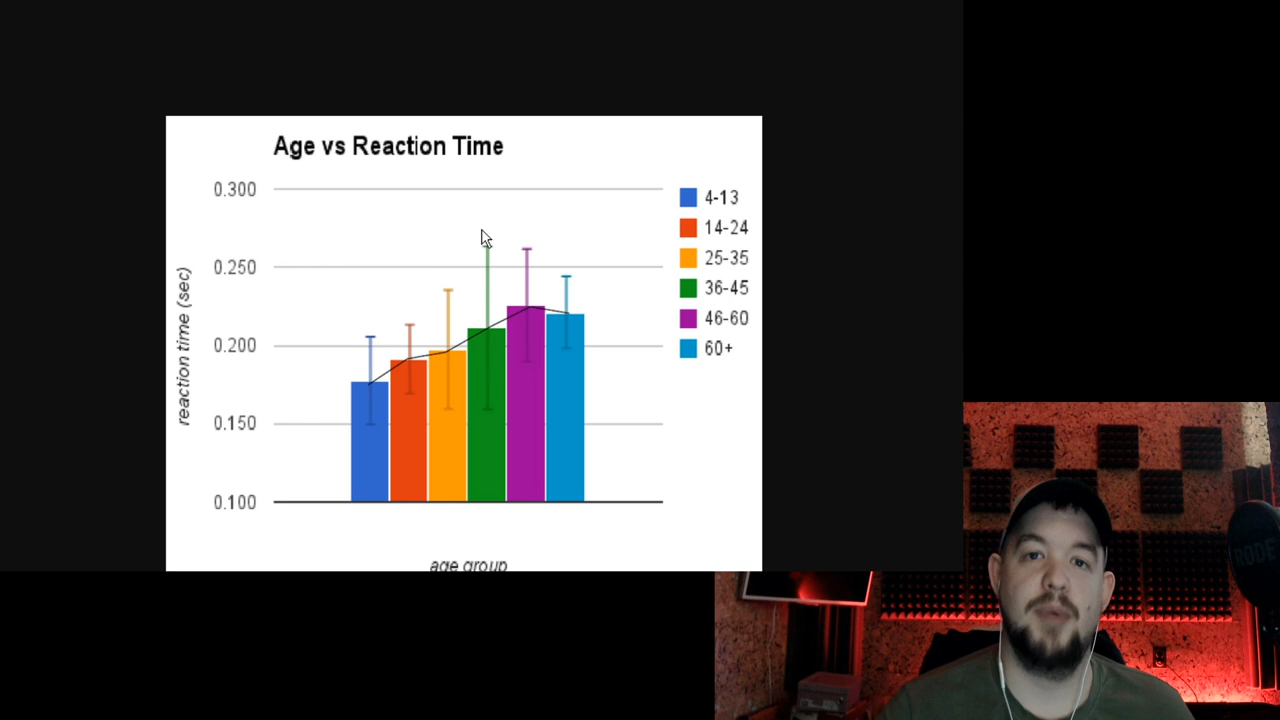 Age vs Reaction Time
0.300
0.250
0.200
0.150
0.100
reaction time (sec)
age group
4-13
14-24
25-35
36-45
46-60
60+
RODE